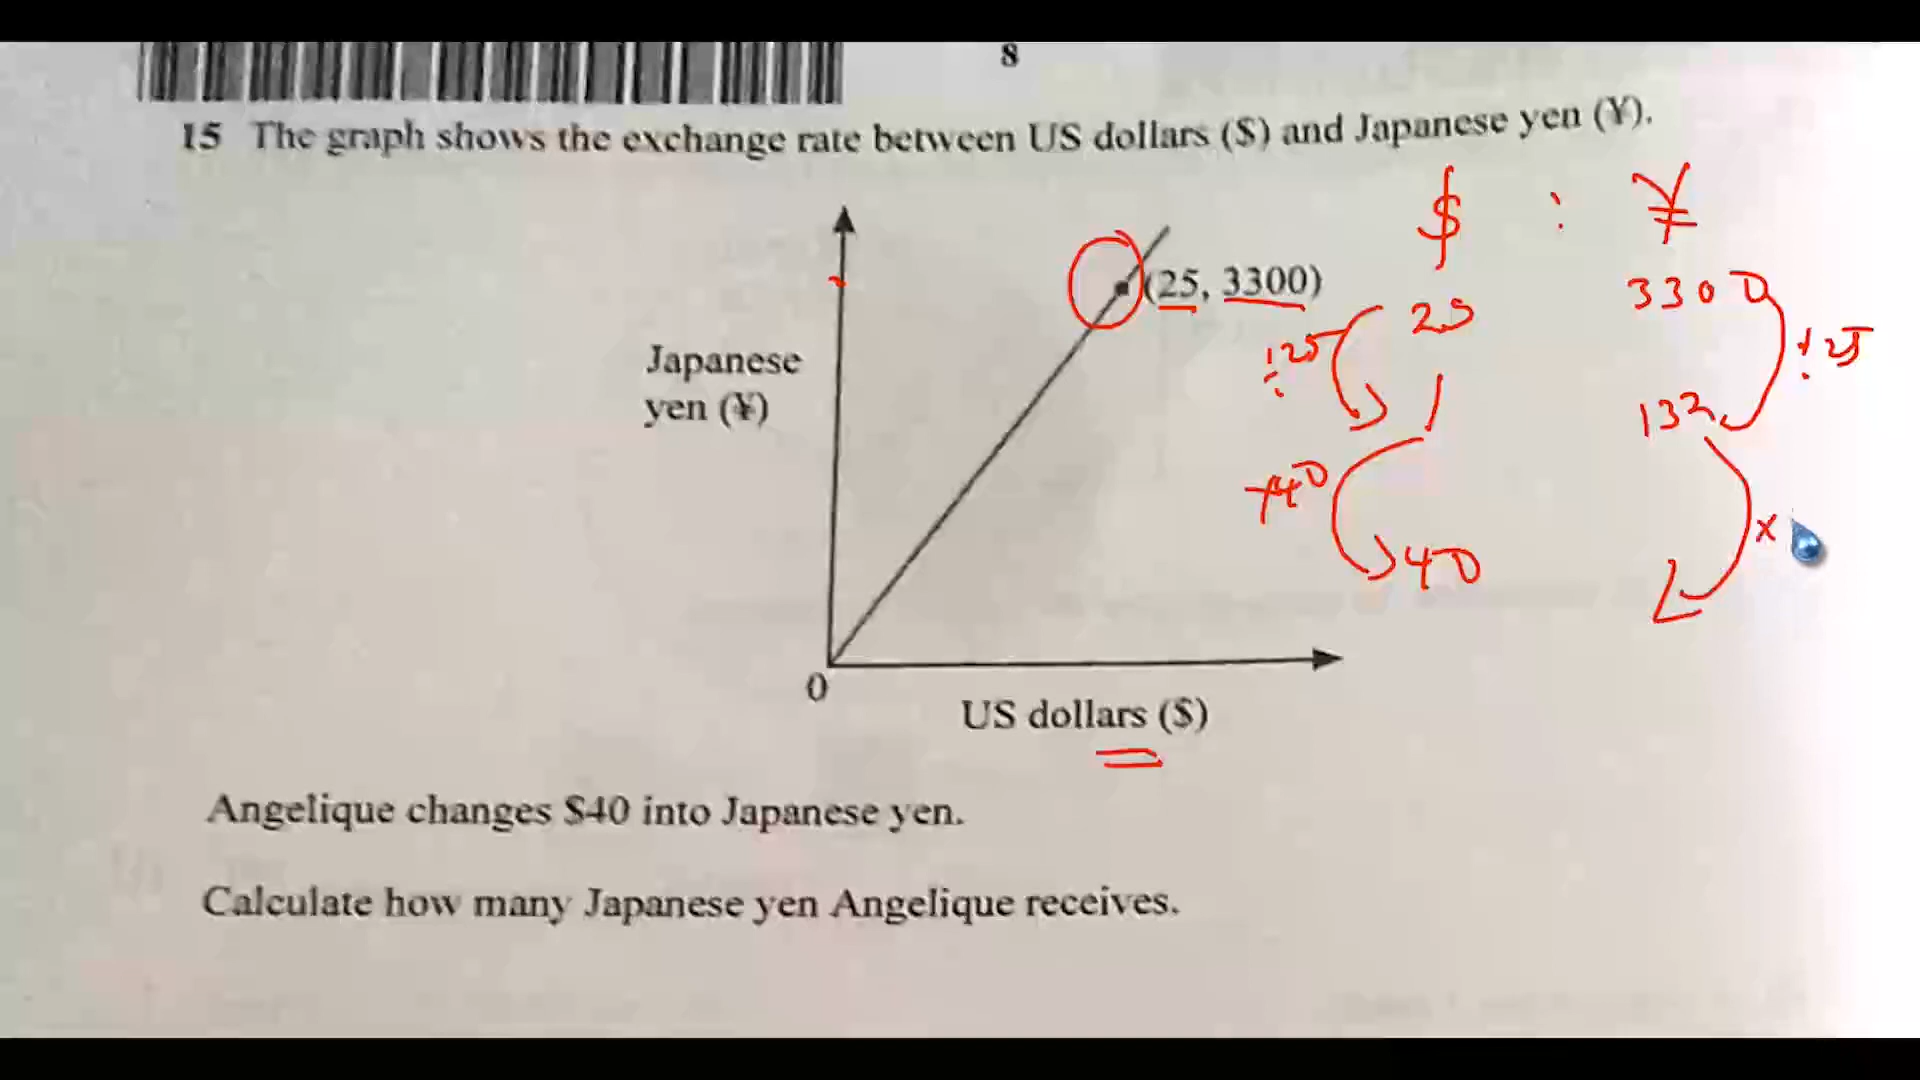 8
15 The graph shows the exchange rate between US dollars ($) and Japanese yen (¥).
$ : ¥
(25, 3300)
25 3300
÷25 ÷25
Japanese
yen (¥)
1 132
×40 ×
40
0
US dollars ($)
Angelique changes $40 into Japanese yen.
Calculate how many Japanese yen Angelique receives.